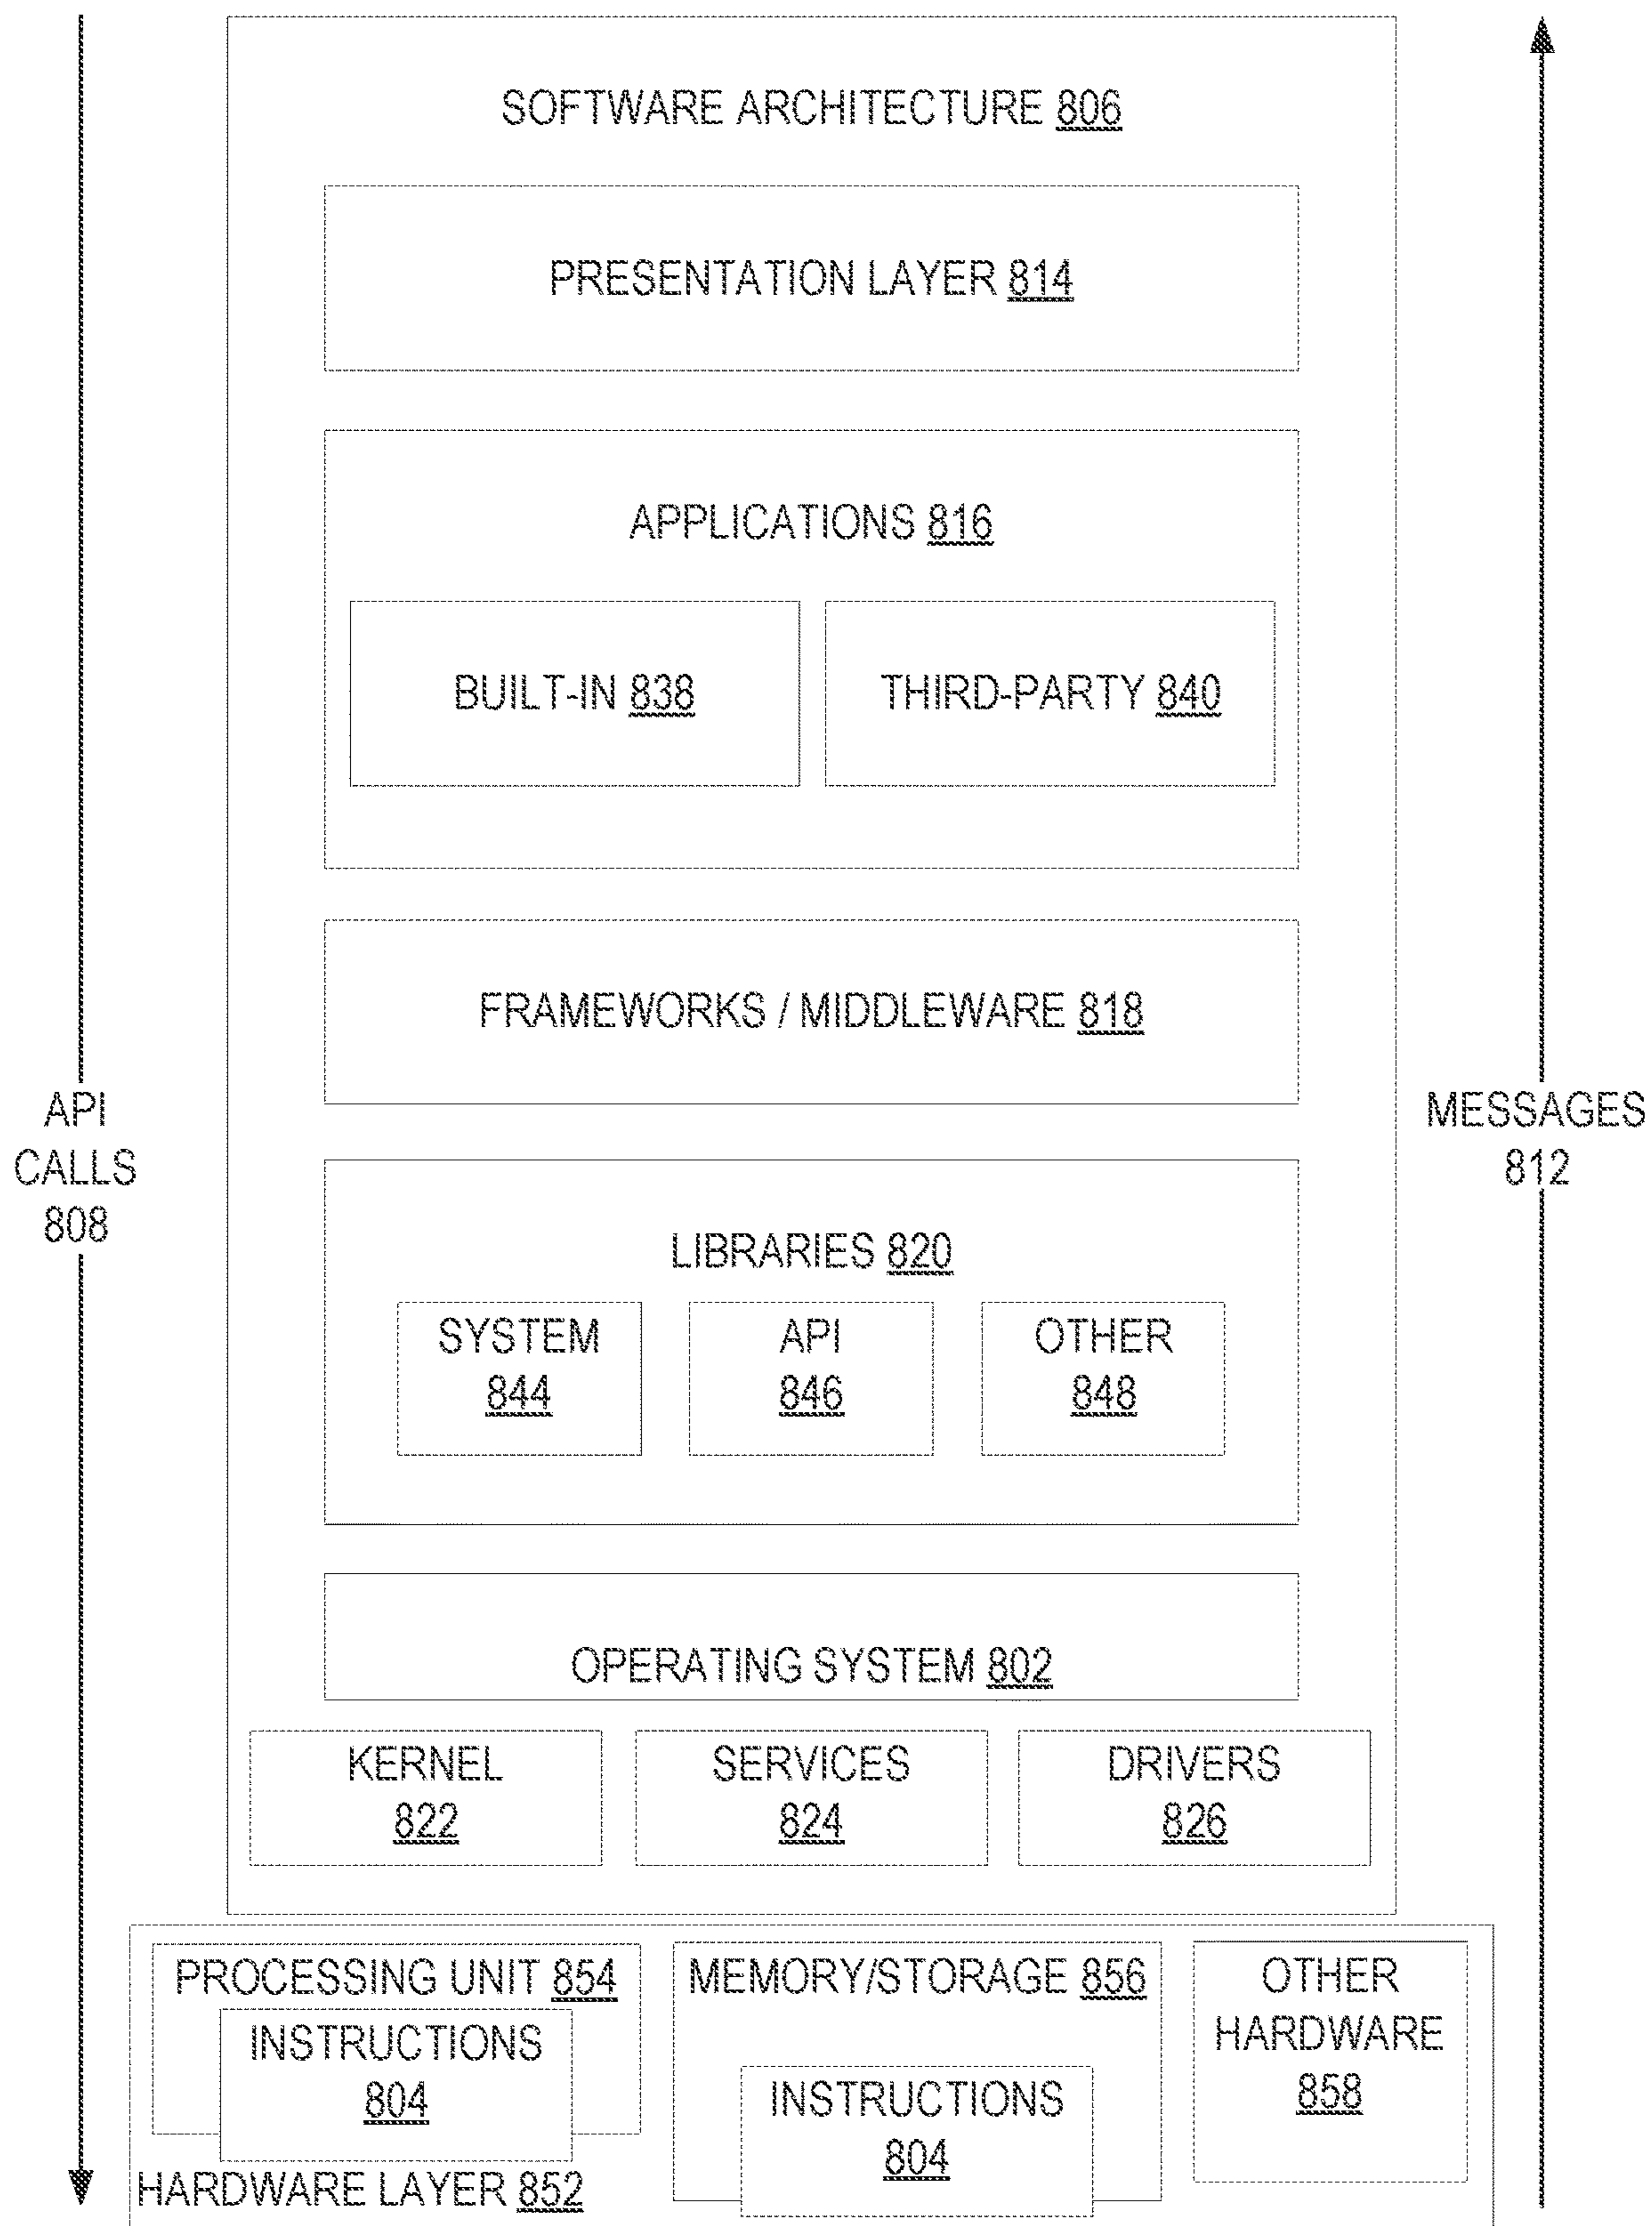 SOFTWARE ARCHITECTURE 806
PRESENTATION LAYER 814
APPLICATIONS 816
BUILT-IN 838
THIRD-PARTY 840
FRAMEWORKS / MIDDLEWARE 818
API
CALLS
808
MESSAGES
812
LIBRARIES 820
SYSTEM
844
API
846
OTHER
848
OPERATING SYSTEM 802
KERNEL
822
SERVICES
824
DRIVERS
826
PROCESSING UNIT 854
INSTRUCTIONS
804
MEMORY/STORAGE 856
INSTRUCTIONS
804
OTHER
HARDWARE
858
HARDWARE LAYER 852